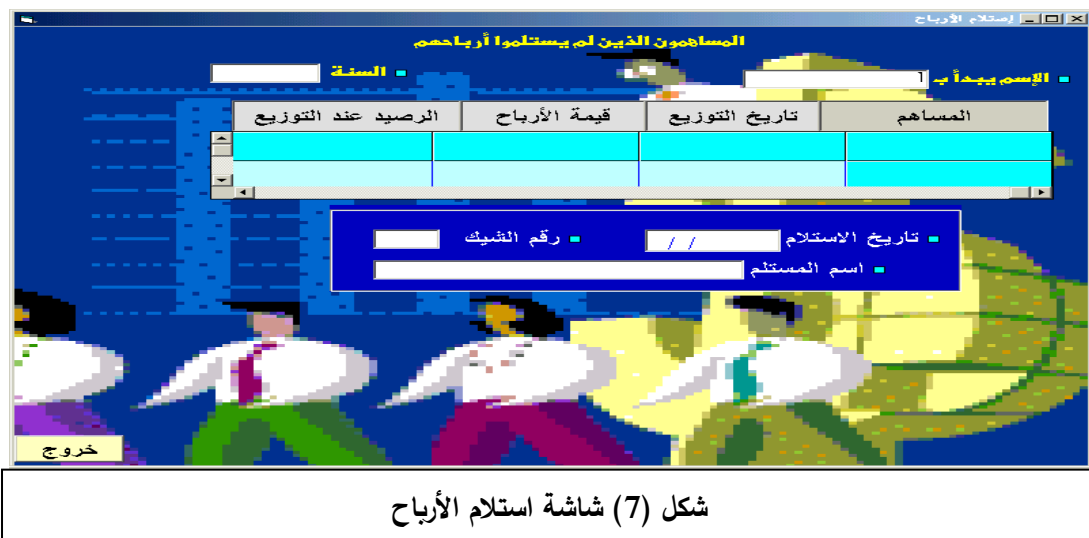 إستلام الأرباح
المساهمون الذين لم يستلموا أرباحهم
الإسم يبدأ ب أ السنة
المساهم تاريخ التوزيع قيمة الأرباح الرصيد عند التوزيع
تاريخ الاستلام / / رقم الشيك
اسم المستلم
خروج
شكل (7) شاشة استلام الأرباح